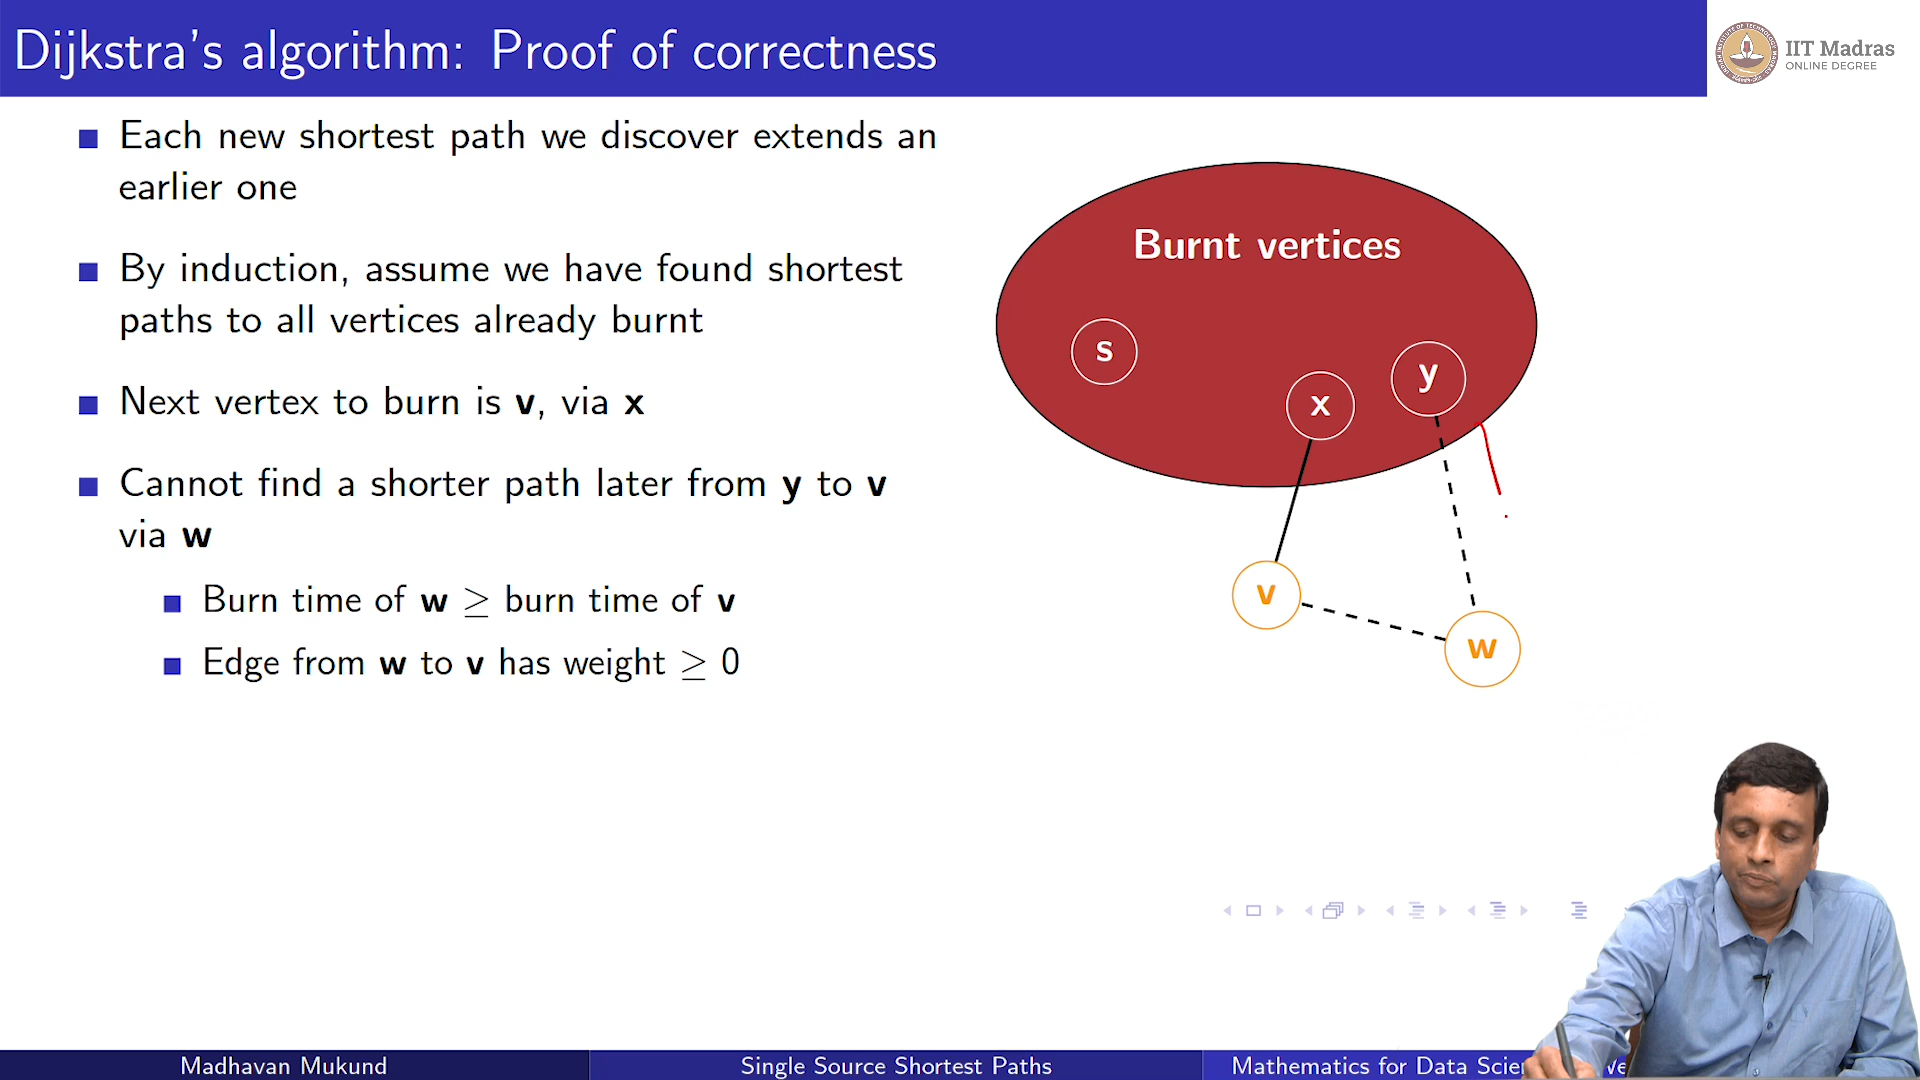 Dijkstra's algorithm: Proof of correctness
IIT Madras
ONLINE DEGREE
Each new shortest path we discover extends an
earlier one
By induction, assume we have found shortest
paths to all vertices already burnt
Next vertex to burn is v, via x
Cannot find a shorter path later from y to v
via w
Burn time of w ≥ burn time of v
Edge from w to v has weight ≥ 0
Burnt vertices
s
x
y
v
w
Madhavan Mukund
Single Source Shortest Paths
Mathematics for Data